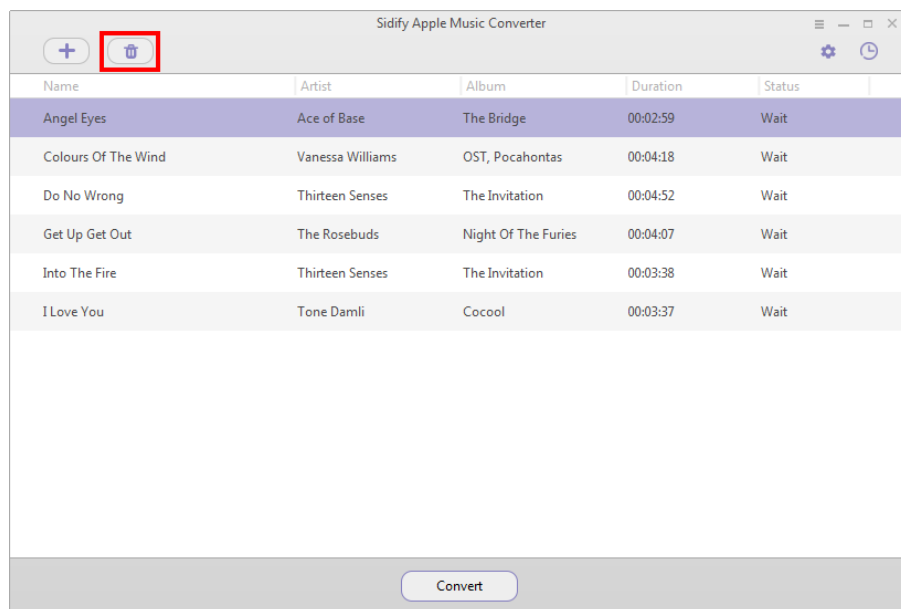 Sidify Apple Music Converter
Name Artist Album Duration Status
Angel Eyes Ace of Base The Bridge 00:02:59 Wait
Colours Of The Wind Vanessa Williams OST, Pocahontas 00:04:18 Wait
Do No Wrong Thirteen Senses The Invitation 00:04:52 Wait
Get Up Get Out The Rosebuds Night Of The Furies 00:04:07 Wait
Into The Fire Thirteen Senses The Invitation 00:03:38 Wait
I Love You Tone Damli Cocool 00:03:37 Wait
Convert